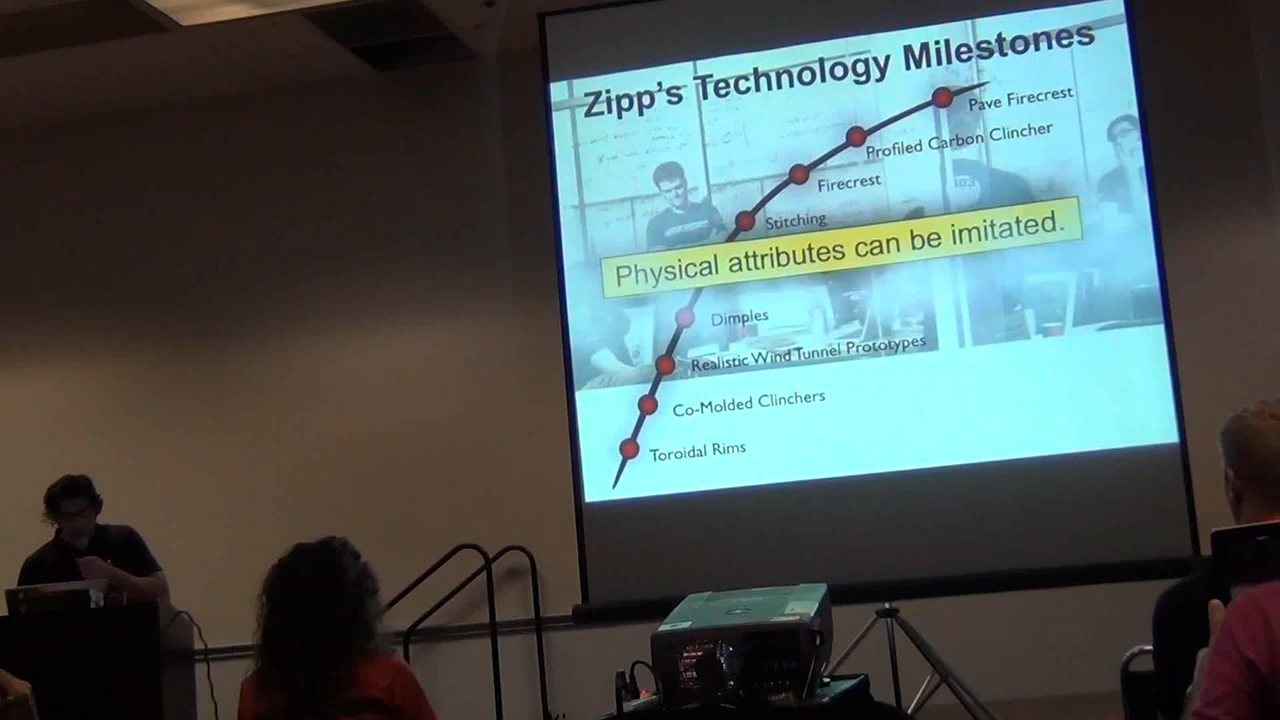 Zipp's Technology Milestones
Pave Firecrest
Profiled Carbon Clincher
Firecrest
Stitching
Physical attributes can be imitated.
Dimples
Realistic Wind Tunnel Prototypes
Co-Molded Clinchers
Toroidal Rims